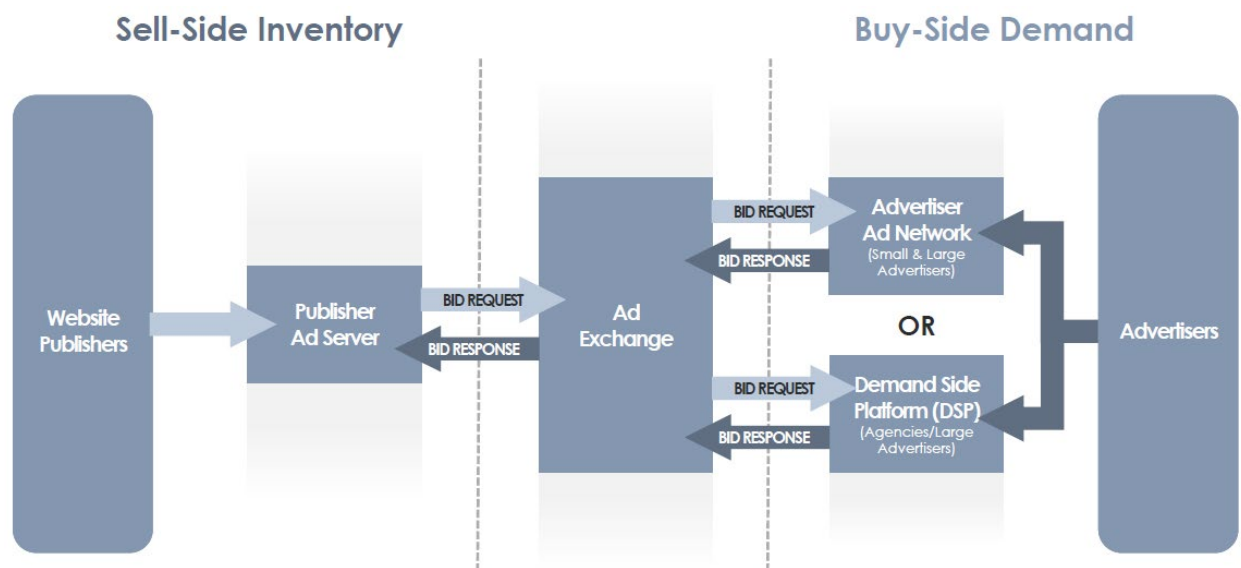 Sell-Side Inventory
Buy-Side Demand
Website
Publishers
Publisher
Ad Server
BID REQUEST
BID RESPONSE
Ad
Exchange
BID REQUEST
BID RESPONSE
BID REQUEST
BID RESPONSE
Advertiser
Ad Network
(Small & Large
Advertisers)
OR
Demand Side
Platform (DSP)
(Agencies/Large
Advertisers)
Advertisers